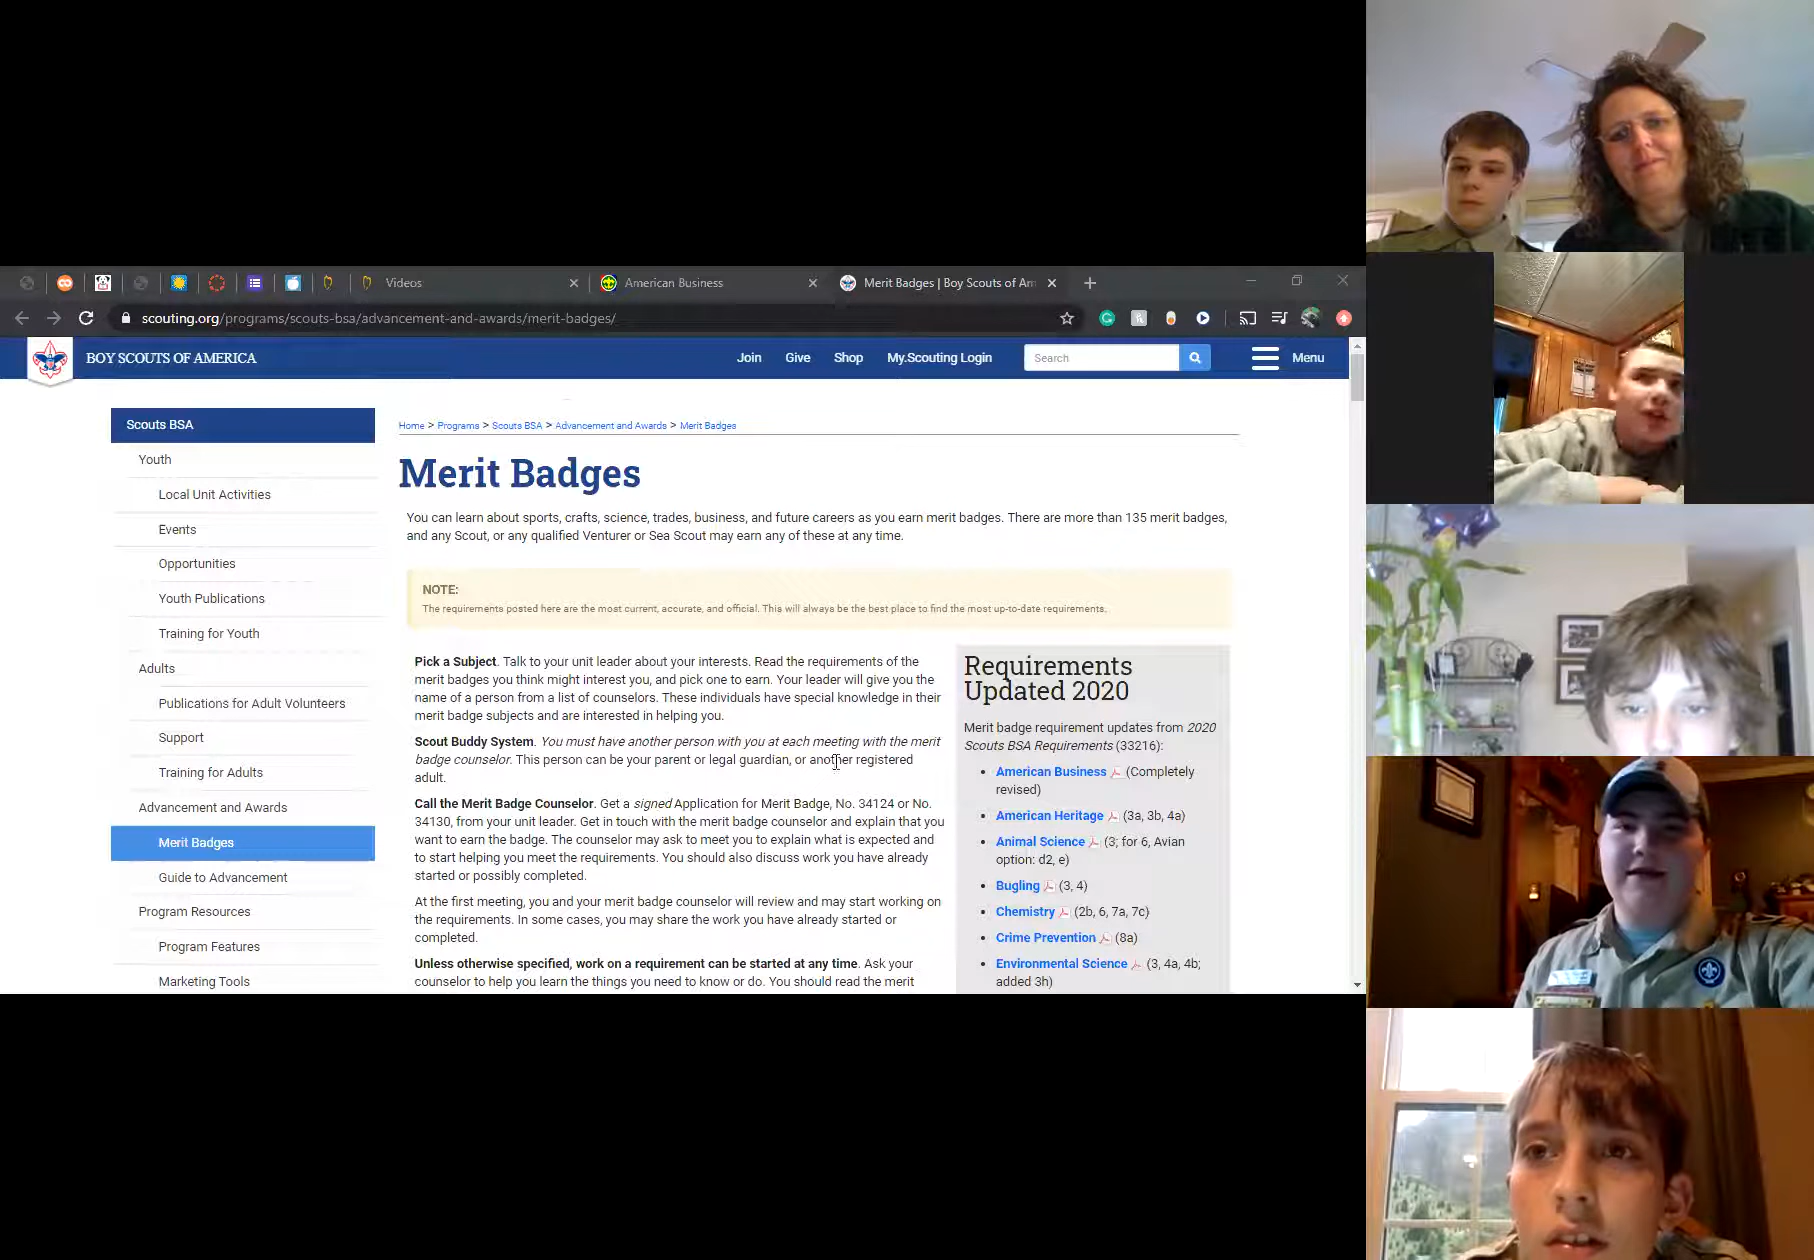 Videos
American Business
Merit Badges | Boy Scouts of Am
scouting.org/programs/scouts-bsa/advancement-and-awards/merit-badges/
BOY SCOUTS OF AMERICA
Join Give Shop My.Scouting Login Search Menu
Scouts BSA
Youth
Local Unit Activities
Events
Opportunities
Youth Publications
Training for Youth
Adults
Publications for Adult Volunteers
Support
Training for Adults
Advancement and Awards
Merit Badges
Guide to Advancement
Program Resources
Program Features
Marketing Tools
Home > Programs > Scouts BSA > Advancement and Awards > Merit Badges
Merit Badges
You can learn about sports, crafts, science, trades, business, and future careers as you earn merit badges. There are more than 135 merit badges,
and any Scout, or any qualified Venturer or Sea Scout may earn any of these at any time.
NOTE:
The requirements posted here are the most current, accurate, and official. This will always be the best place to find the most up-to-date requirements.
Pick a Subject. Talk to your unit leader about your interests. Read the requirements of the
merit badges you think might interest you, and pick one to earn. Your leader will give you the
name of a person from a list of counselors. These individuals have special knowledge in their
merit badge subjects and are interested in helping you.
Scout Buddy System. You must have another person with you at each meeting with the merit
badge counselor. This person can be your parent or legal guardian, or another registered
adult.
Call the Merit Badge Counselor. Get a signed Application for Merit Badge, No. 34124 or No.
34130, from your unit leader. Get in touch with the merit badge counselor and explain that you
want to earn the badge. The counselor may ask to meet you to explain what is expected and
to start helping you meet the requirements. You should also discuss work you have already
started or possibly completed.
At the first meeting, you and your merit badge counselor will review and may start working on
the requirements. In some cases, you may share the work you have already started or
completed.
Unless otherwise specified, work on a requirement can be started at any time. Ask your
counselor to help you learn the things you need to know or do. You should read the merit
Requirements
Updated 2020
Merit badge requirement updates from 2020
Scouts BSA Requirements (33216):
American Business (Completely
revised)
American Heritage (3a, 3b, 4a)
Animal Science (3; for 6, Avian
option: d2, e)
Bugling (3, 4)
Chemistry (2b, 6, 7a, 7c)
Crime Prevention (8a)
Environmental Science (3, 4a, 4b;
added 3h)